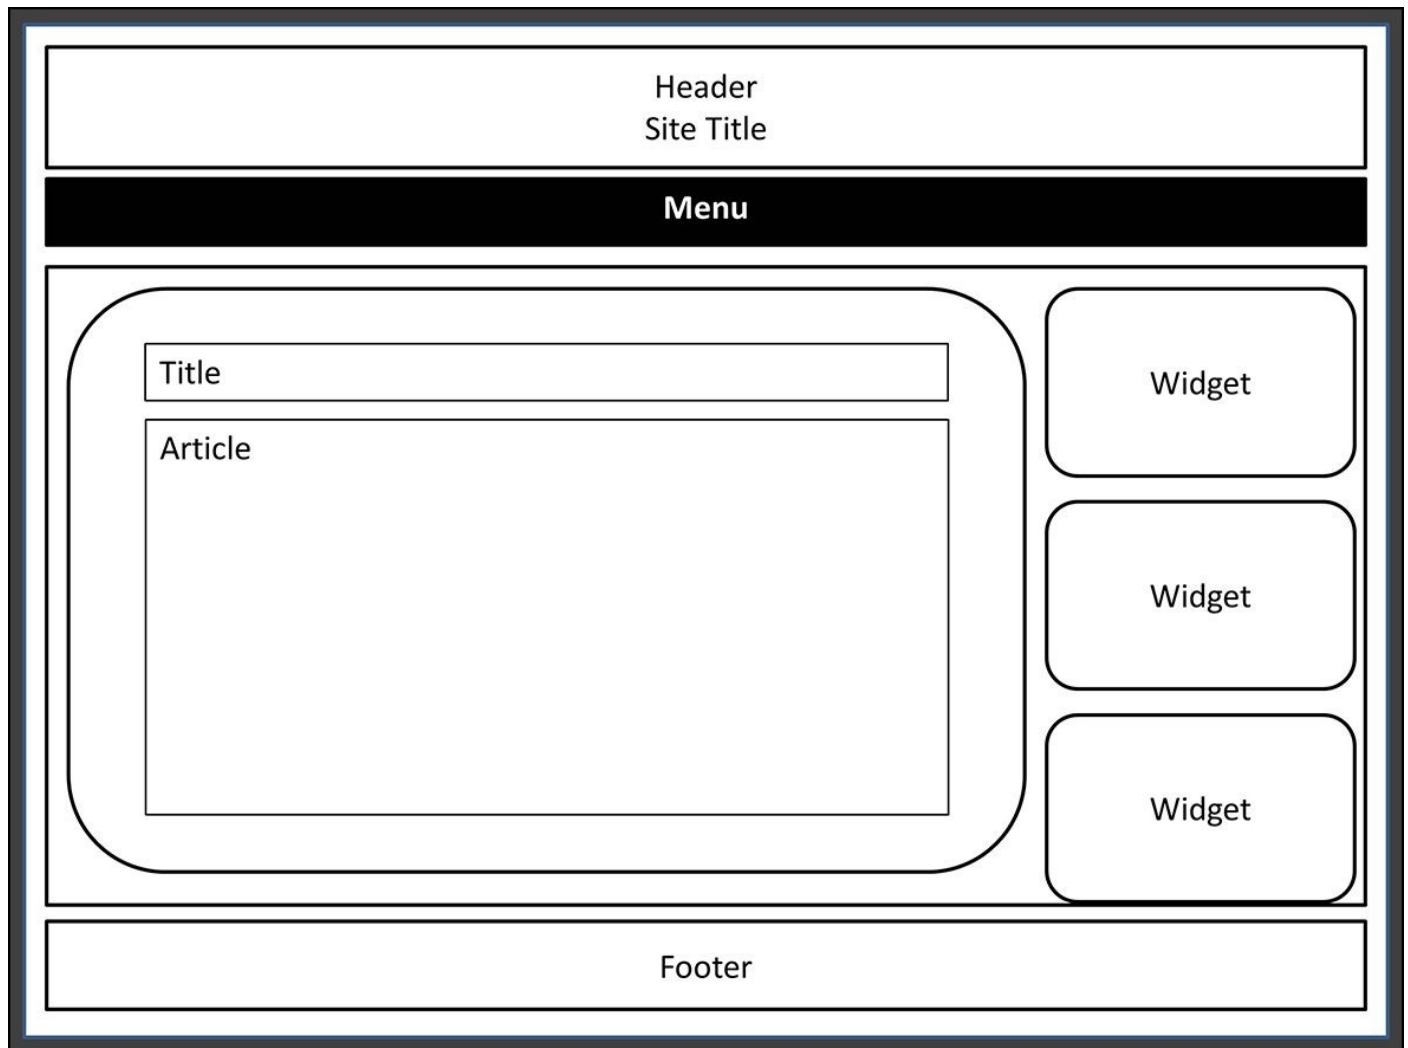 Header
Site Title
Menu
Title
Article
Widget
Widget
Widget
Footer